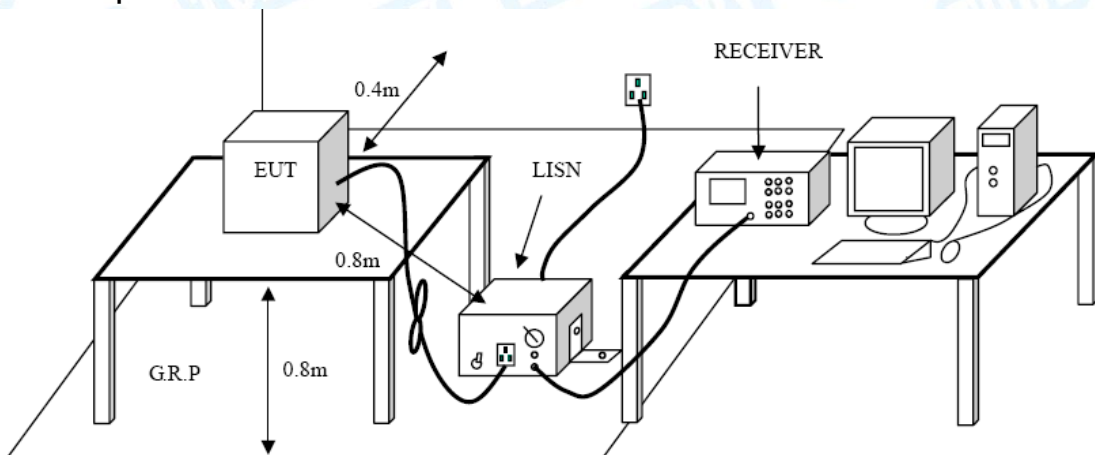 RECEIVER
0.4m
EUT
LISN
0.8m
G.R.P
0.8m